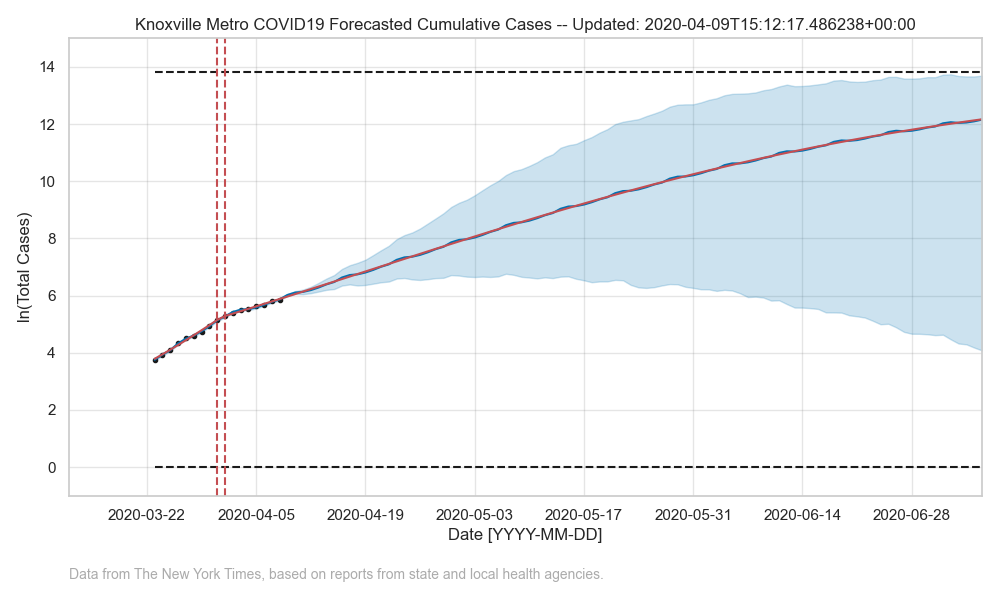 Knoxville Metro COVID19 Forecasted Cumulative Cases -- Updated: 2020-04-09T15:12:17.486238+00:00
14
12
10
8
6
4
2
0
ln(Total Cases)
2020-03-22 2020-04-05 2020-04-19 2020-05-03 2020-05-17 2020-05-31 2020-06-14 2020-06-28
Date [YYYY-MM-DD]
Data from The New York Times, based on reports from state and local health agencies.